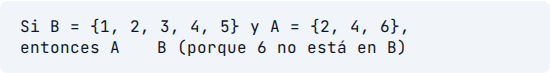 Si B = {1, 2, 3, 4, 5} y A = {2, 4, 6},
entonces A    B (porque 6 no está en B)